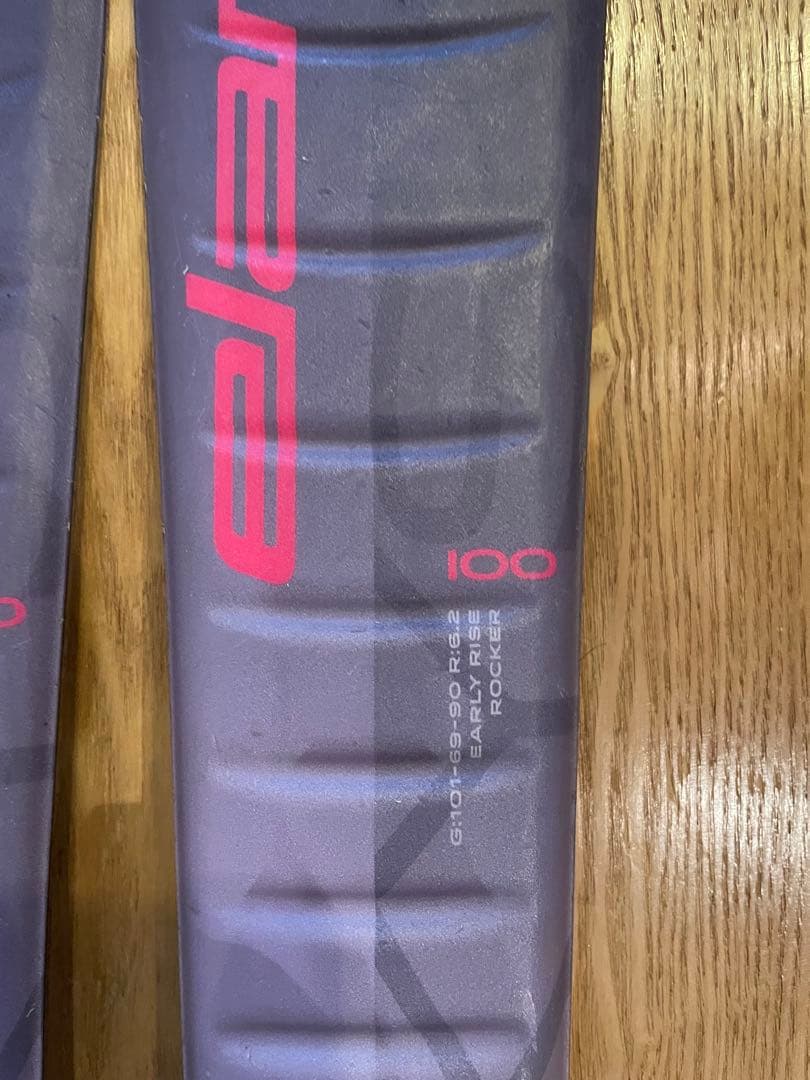 elan
100
G:101-69-90 R:6.2
EARLY RISE
ROCKER